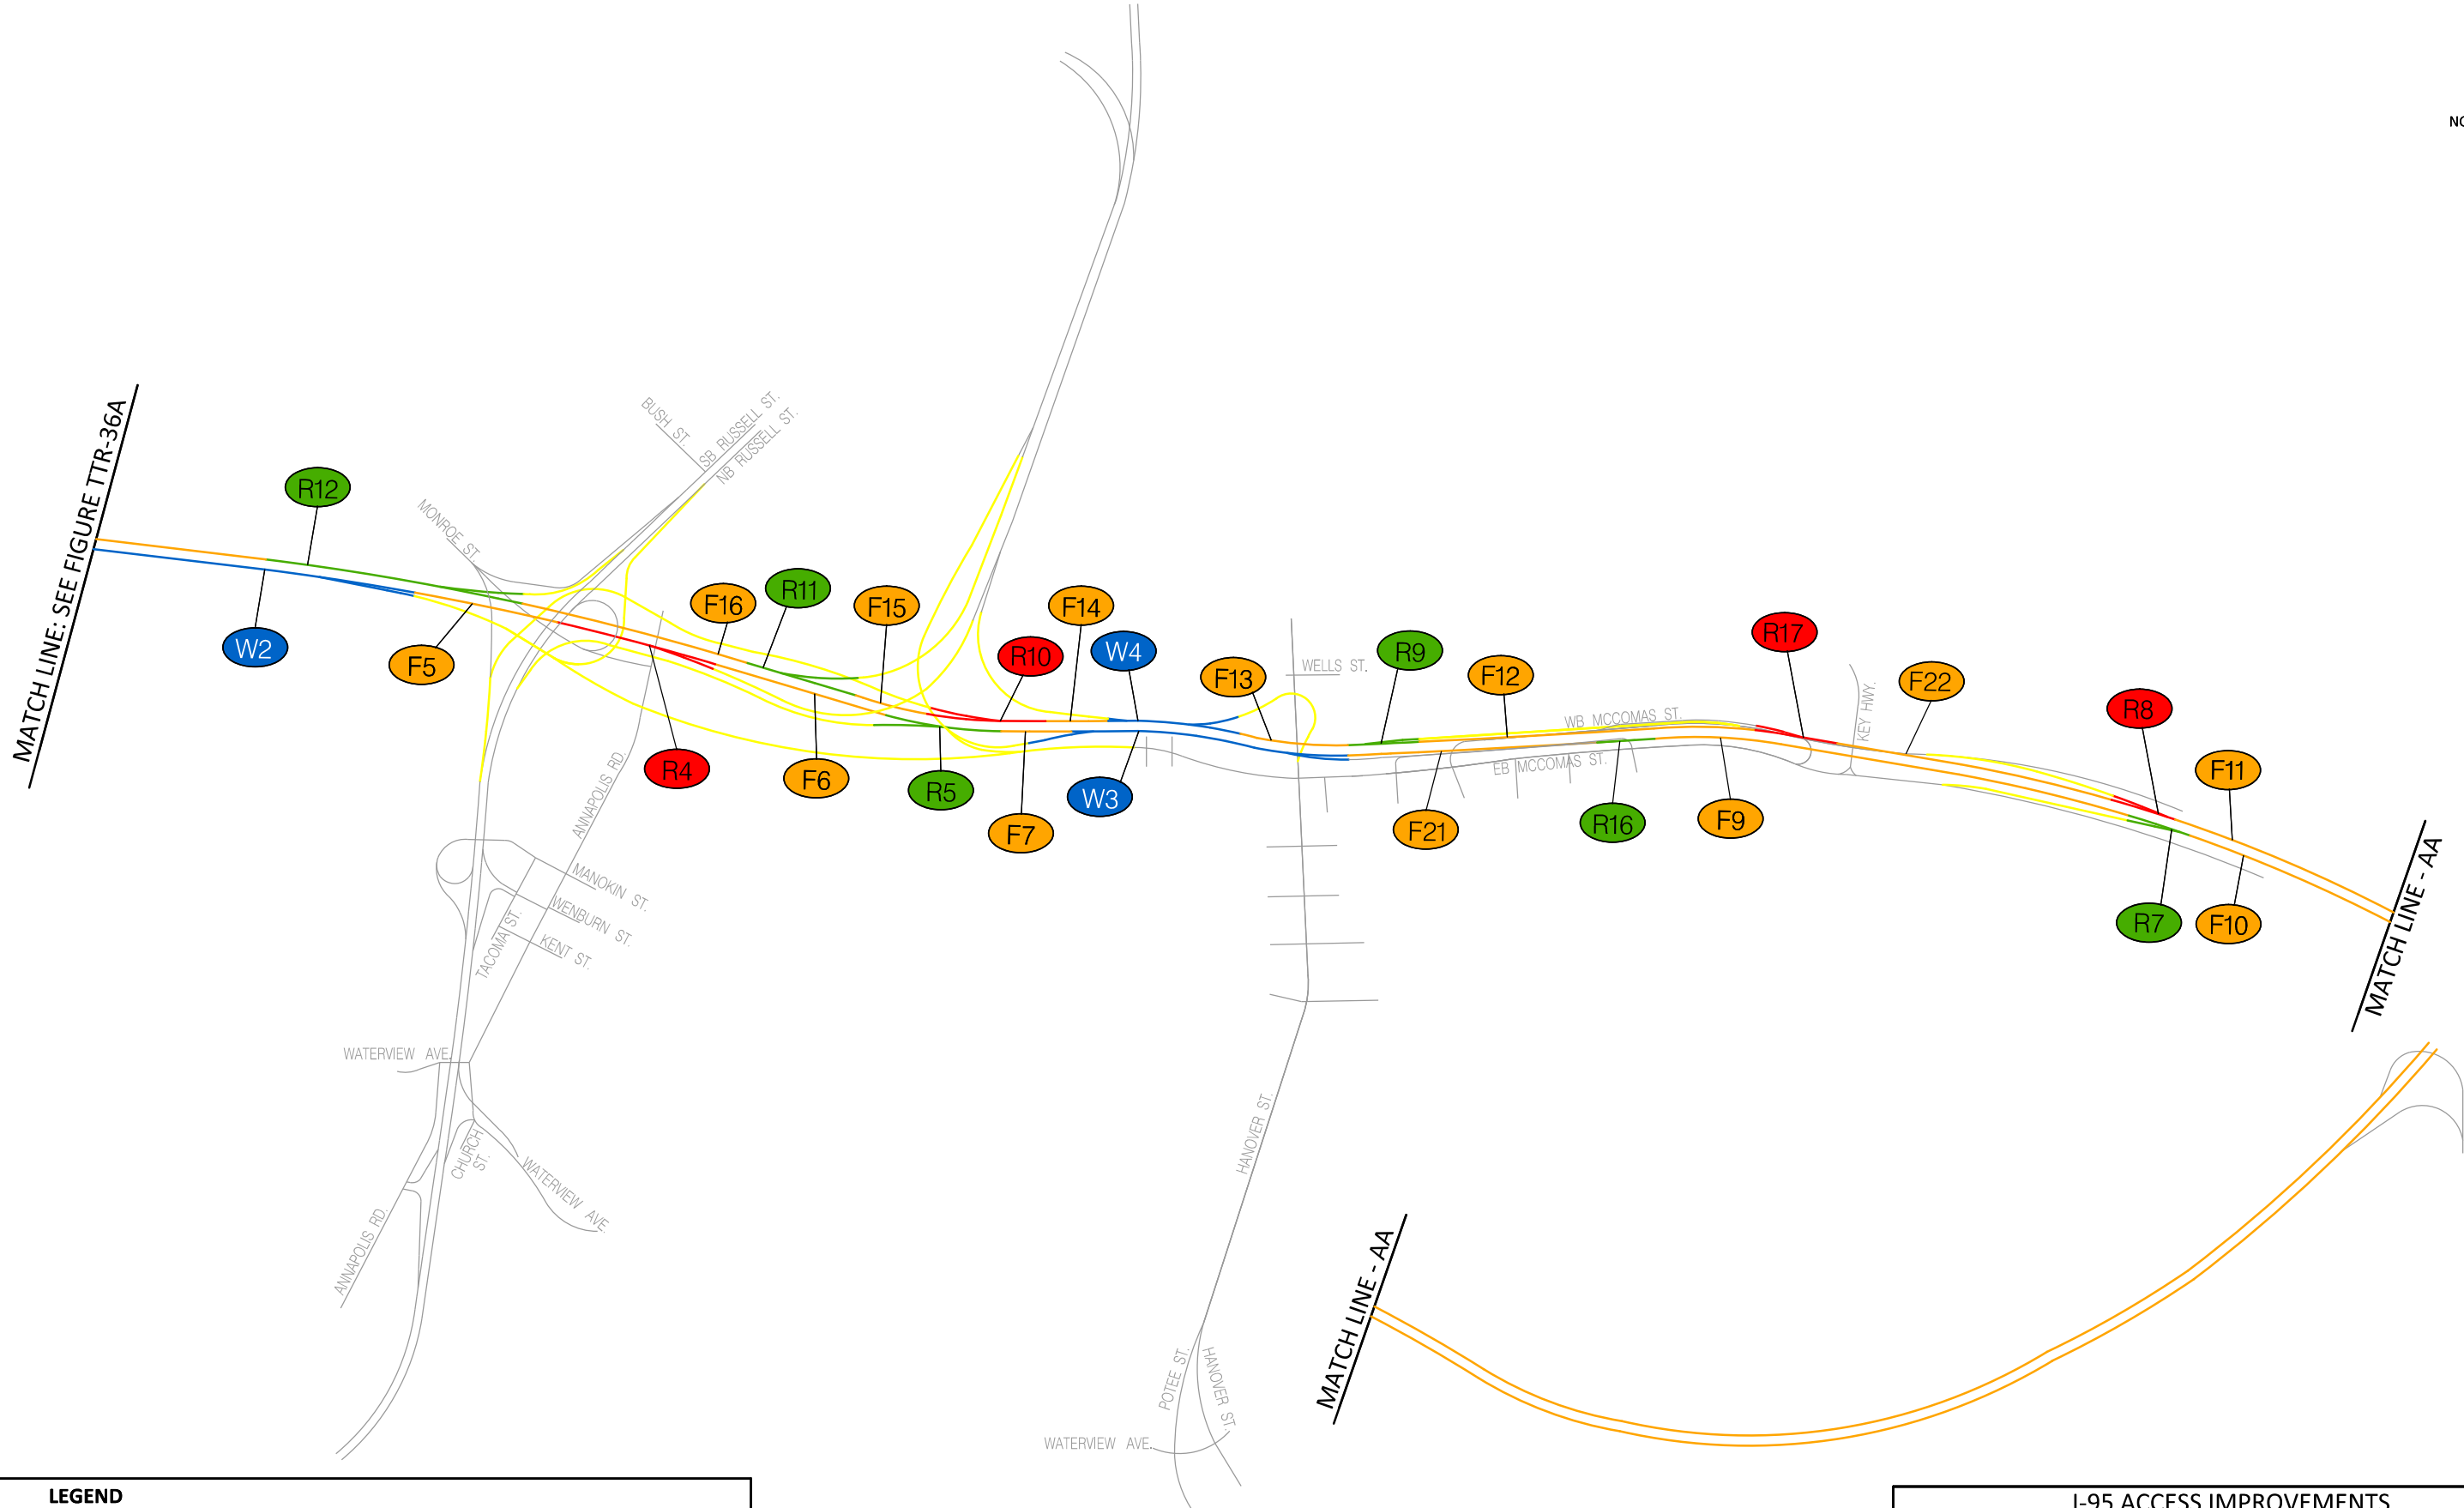 NO
MATCH LINE: SEE FIGURE TTR-36A
BUSH ST.
SB RUSSELL ST.
NB RUSSELL ST.
MONROE ST.
R12
W2
F5
F16
R11
F15
F14
R10
W4
F13
WELLS ST.
R9
F12
R17
F22
R8
F11
WB MCCOMAS ST.
KEY HWY.
EB MCCOMAS ST.
R4
F6
R5
F7
W3
F21
R16
F9
R7
F10
MATCH LINE - AA
ANNAPOLIS RD.
MANOKIN ST.
WENBURN ST.
KENT ST.
TACOMA ST.
WATERVIEW AVE.
CHURCH
ST.
WATERVIEW AVE.
ANNAPOLIS RD.
HANOVER ST.
MATCH LINE - AA
POTEE ST.
HANOVER ST.
WATERVIEW AVE.
LEGEND
I-95 ACCESS IMPROVEMENTS